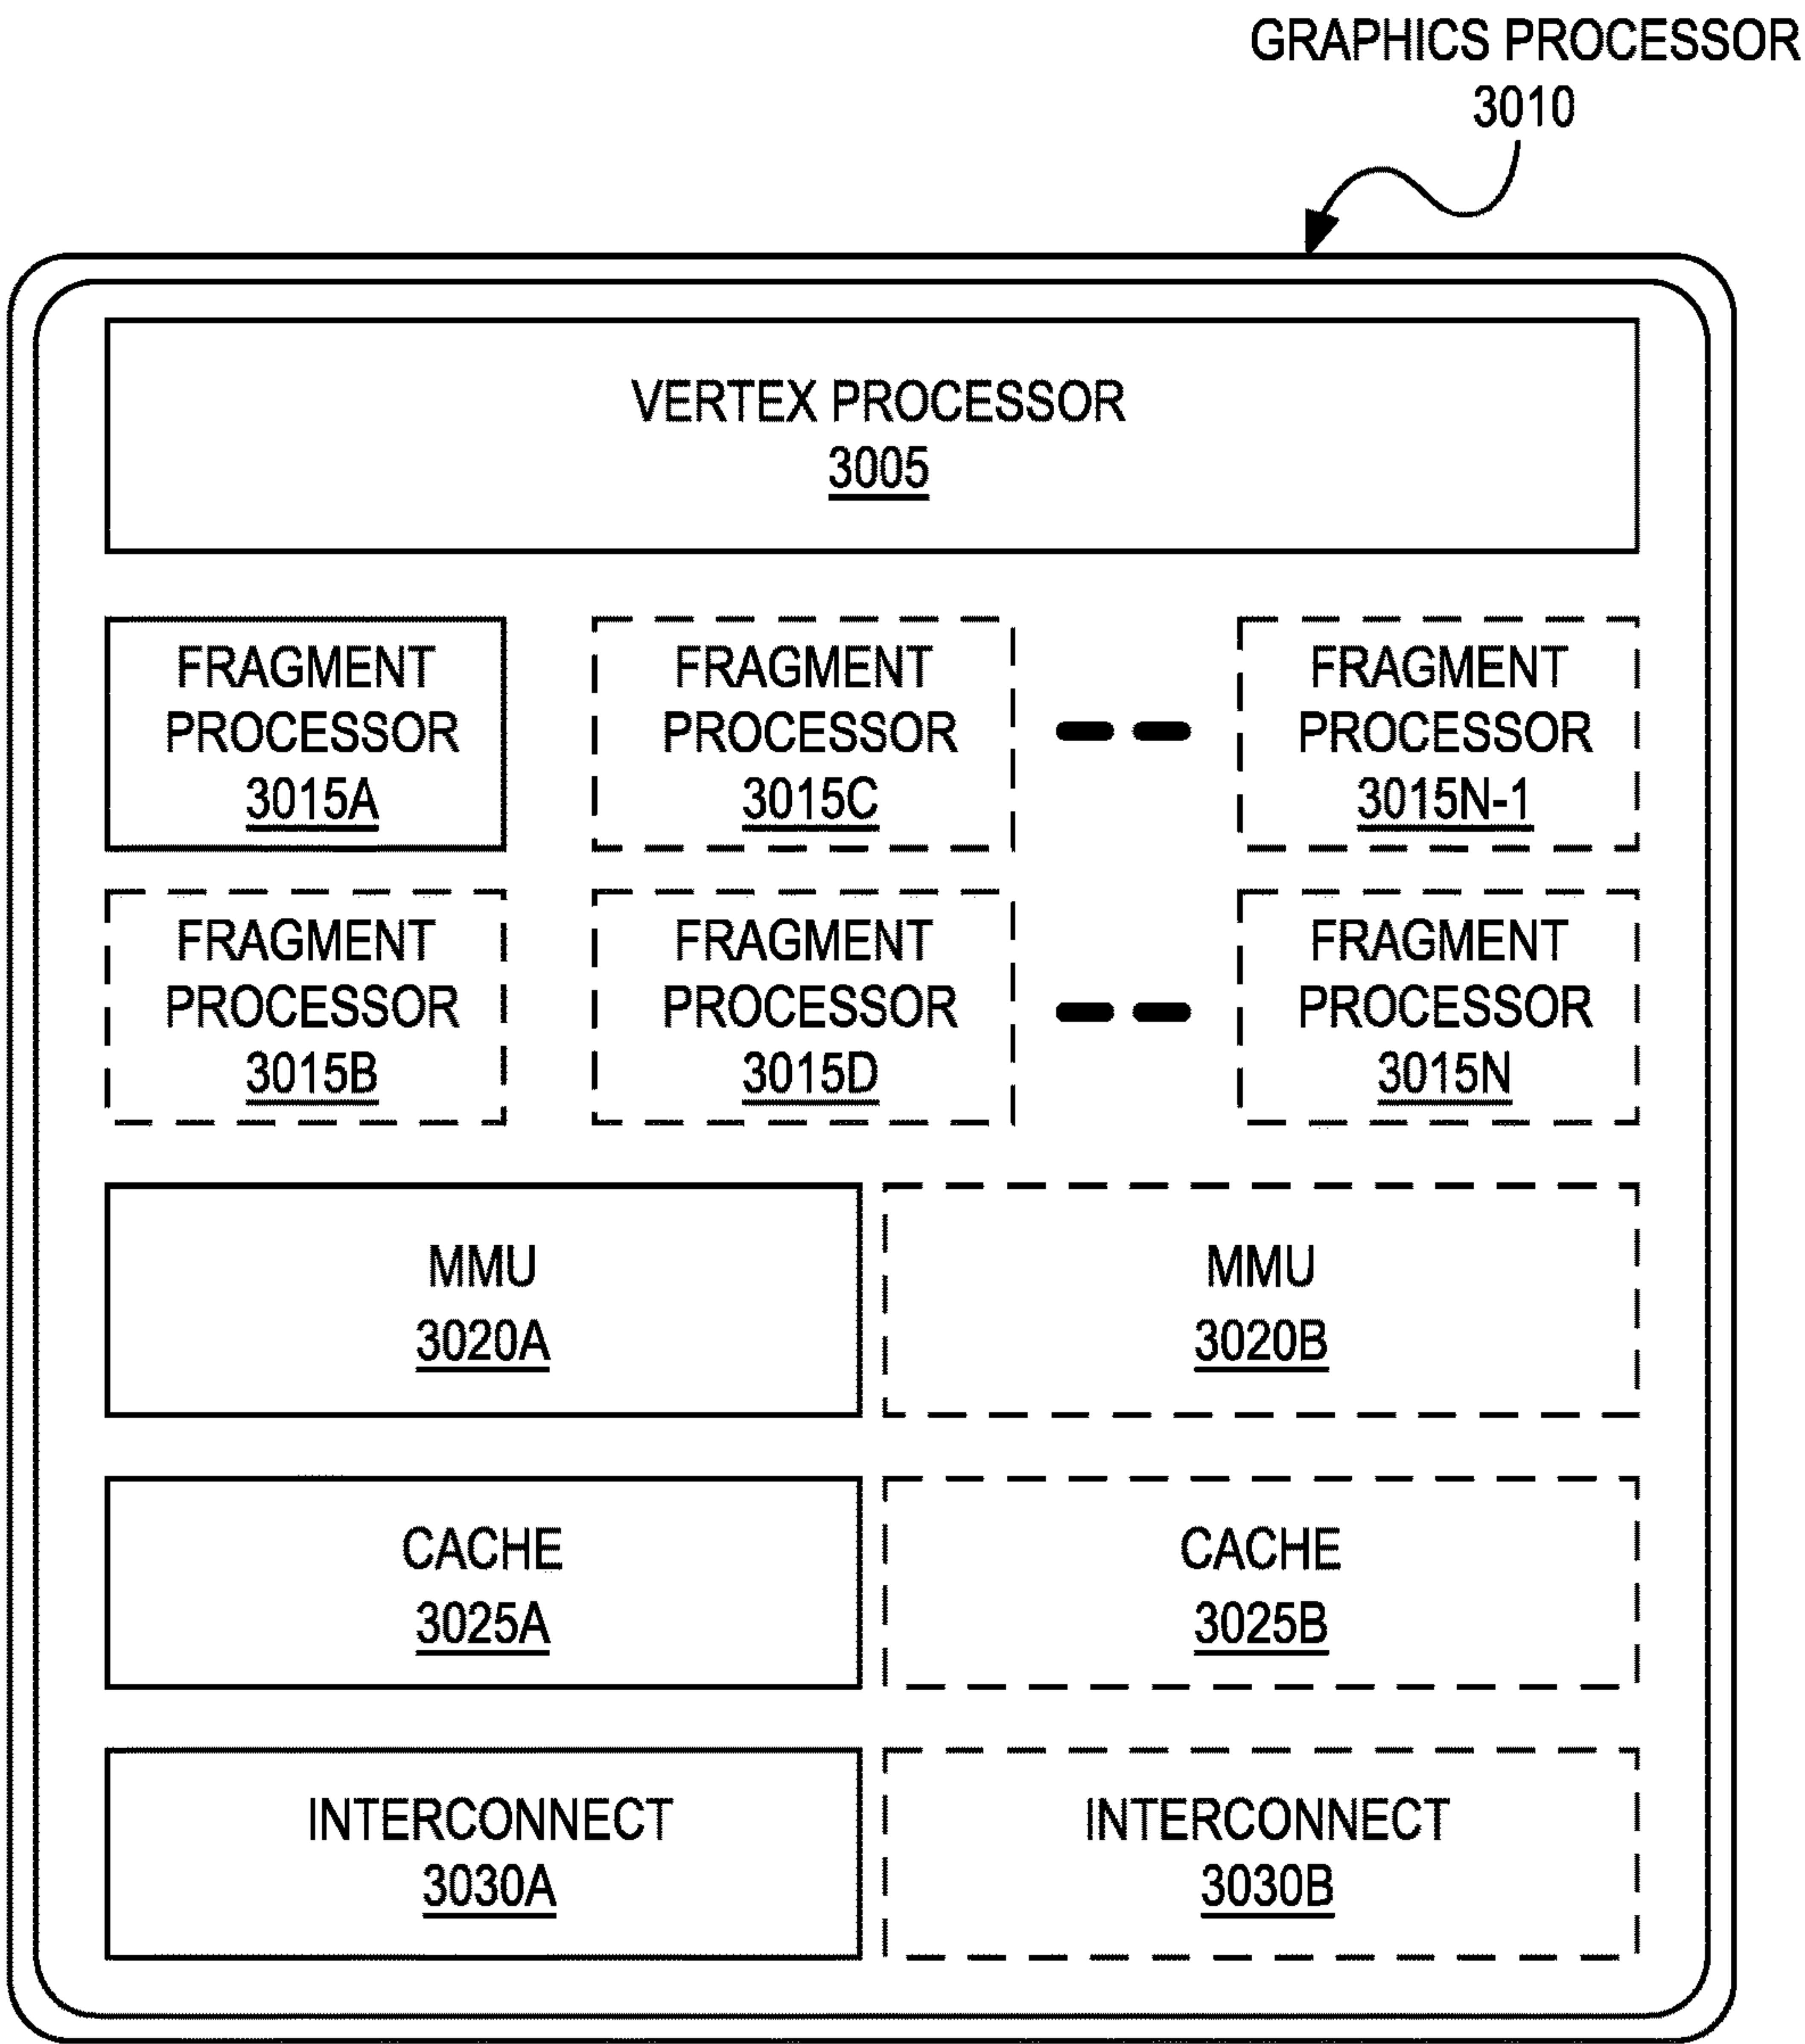 GRAPHICS PROCESSOR
3010
VERTEX PROCESSOR
3005
FRAGMENT
PROCESSOR
3015A
FRAGMENT
PROCESSOR
3015C
FRAGMENT
PROCESSOR
3015N-1
FRAGMENT
PROCESSOR
3015B
FRAGMENT
PROCESSOR
3015D
FRAGMENT
PROCESSOR
3015N
MMU
3020A
MMU
3020B
CACHE
3025A
CACHE
3025B
INTERCONNECT
3030A
INTERCONNECT
3030B